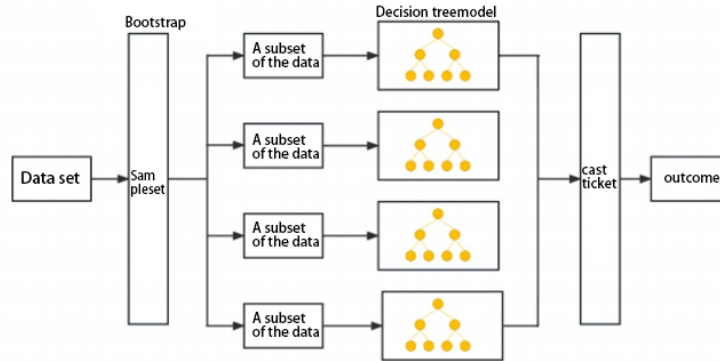 Bootstrap
Decision treemodel
Data set
Sam
pleset
A subset
of the data
A subset
of the data
A subset
of the data
A subset
of the data
cast
ticket
outcome